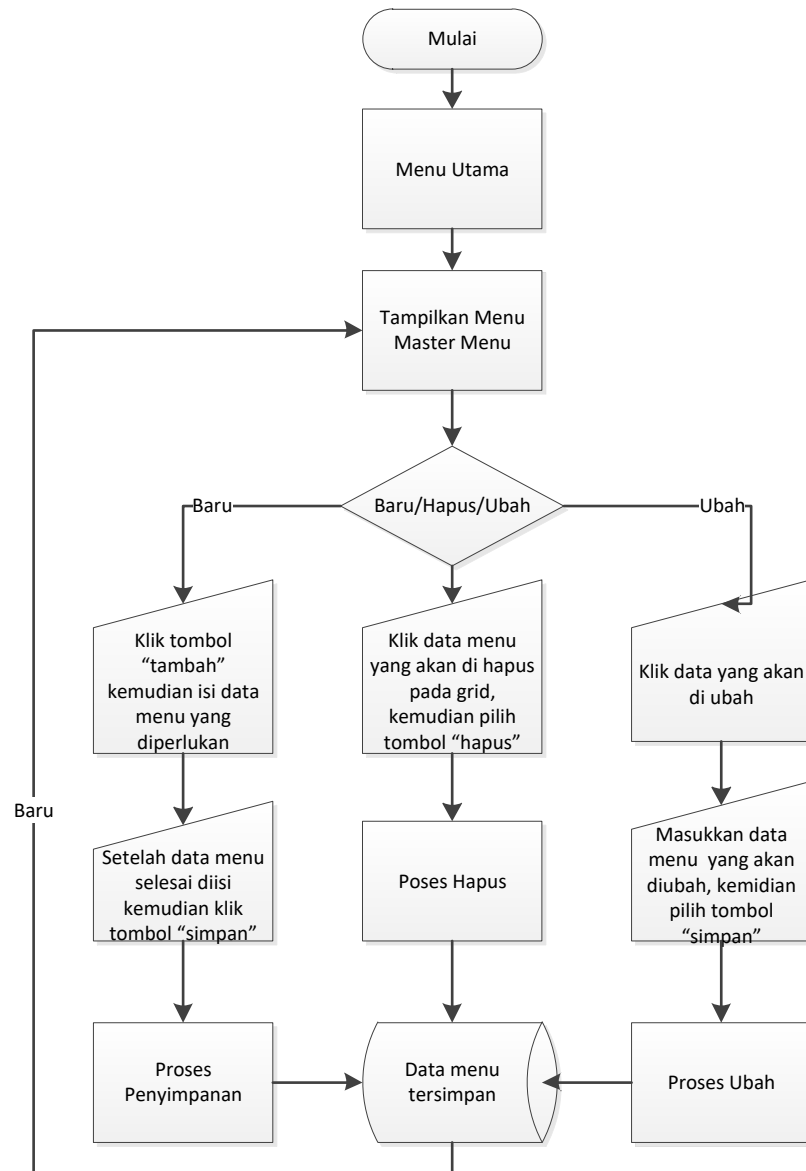 Mulai
Menu Utama
Tampilkan Menu
Master Menu
Baru/Hapus/Ubah
Baru
Ubah
Klik tombol
“tambah”
kemudian isi data
menu yang
diperlukan
Klik data menu
yang akan di hapus
pada grid,
kemudian pilih
tombol “hapus”
Klik data yang akan
di ubah
Baru
Setelah data menu
selesai diisi
kemudian klik
tombol “simpan”
Poses Hapus
Masukkan data
menu  yang akan
diubah, kemidian
pilih tombol
“simpan”
Proses
Penyimpanan
Data menu
tersimpan
Proses Ubah